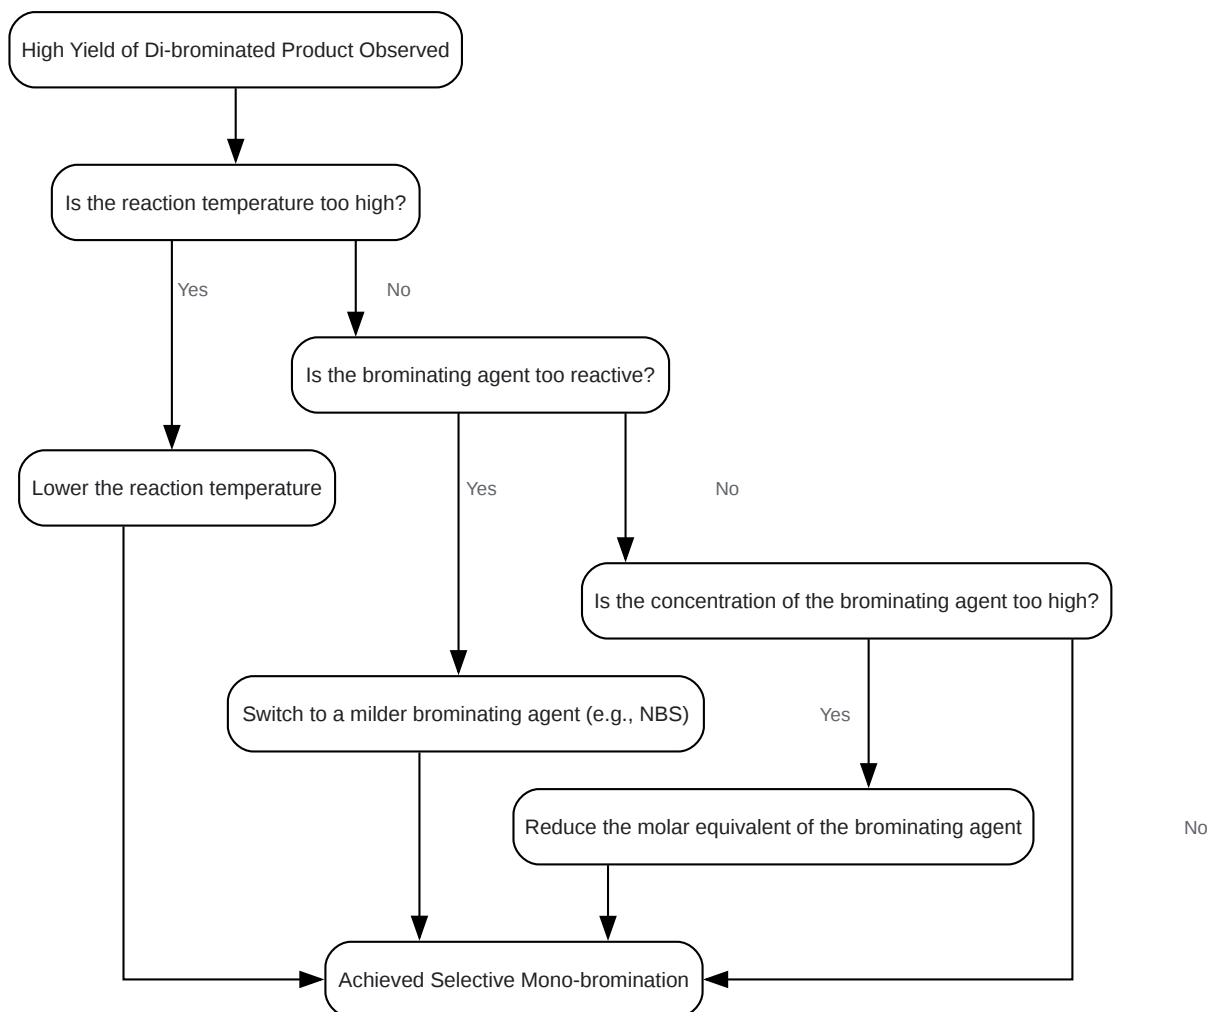 High Yield of Di-brominated Product Observed
Is the reaction temperature too high?
Yes
No
Is the brominating agent too reactive?
Lower the reaction temperature
Yes
No
Is the concentration of the brominating agent too high?
Switch to a milder brominating agent (e.g., NBS)
Yes
Reduce the molar equivalent of the brominating agent
No
Achieved Selective Mono-bromination